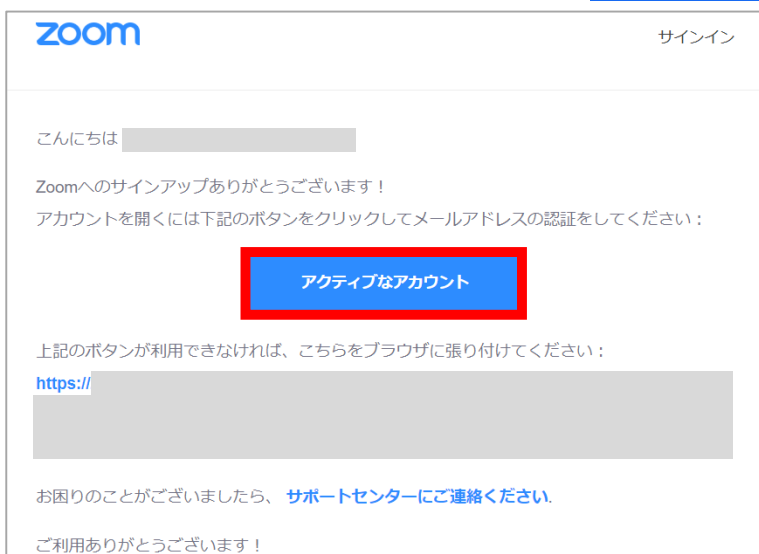 zoom
サインイン
こんにちは
Zoomへのサインアップありがとうございます！
アカウントを開くには下記のボタンをクリックしてメールアドレスの認証をしてください：
アクティブなアカウント
上記のボタンが利用できなければ、こちらをブラウザに張り付けてください：
https://
お困りのことがございましたら、 サポートセンターにご連絡ください.
ご利用ありがとうございます！